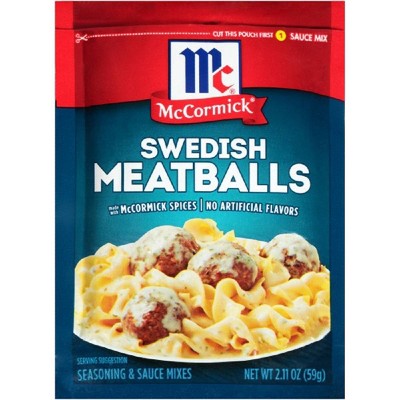 CUT THIS POUCH FIRST 1 SAUCE MIX
Mc
®
McCormick®
SWEDISH
MEATBALLS
made with McCORMICK SPICES | NO ARTIFICIAL FLAVORS
SERVING SUGGESTION
SEASONING & SAUCE MIXES
NET WT 2.11 OZ (59g)